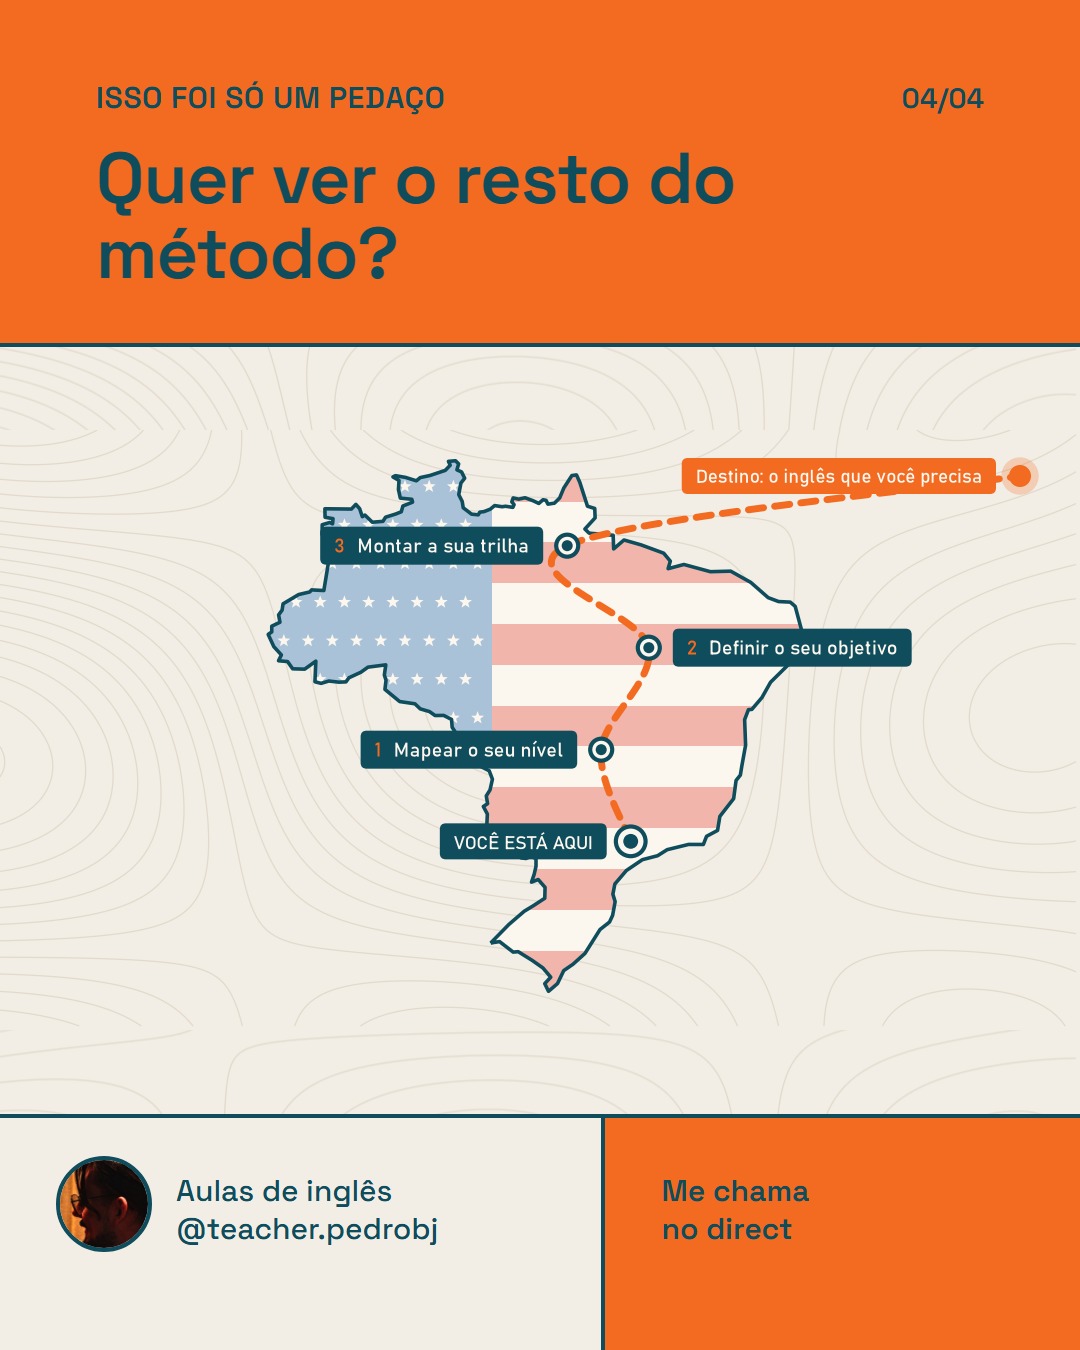 ISSO FOI SÓ UM PEDAÇO
04/04
Quer ver o resto do
método?
Destino: o inglês que você precisa
3 Montar a sua trilha
2 Definir o seu objetivo
1 Mapear o seu nível
VOCÊ ESTÁ AQUI
Aulas de inglês
@teacher.pedrobj
Me chama
no direct